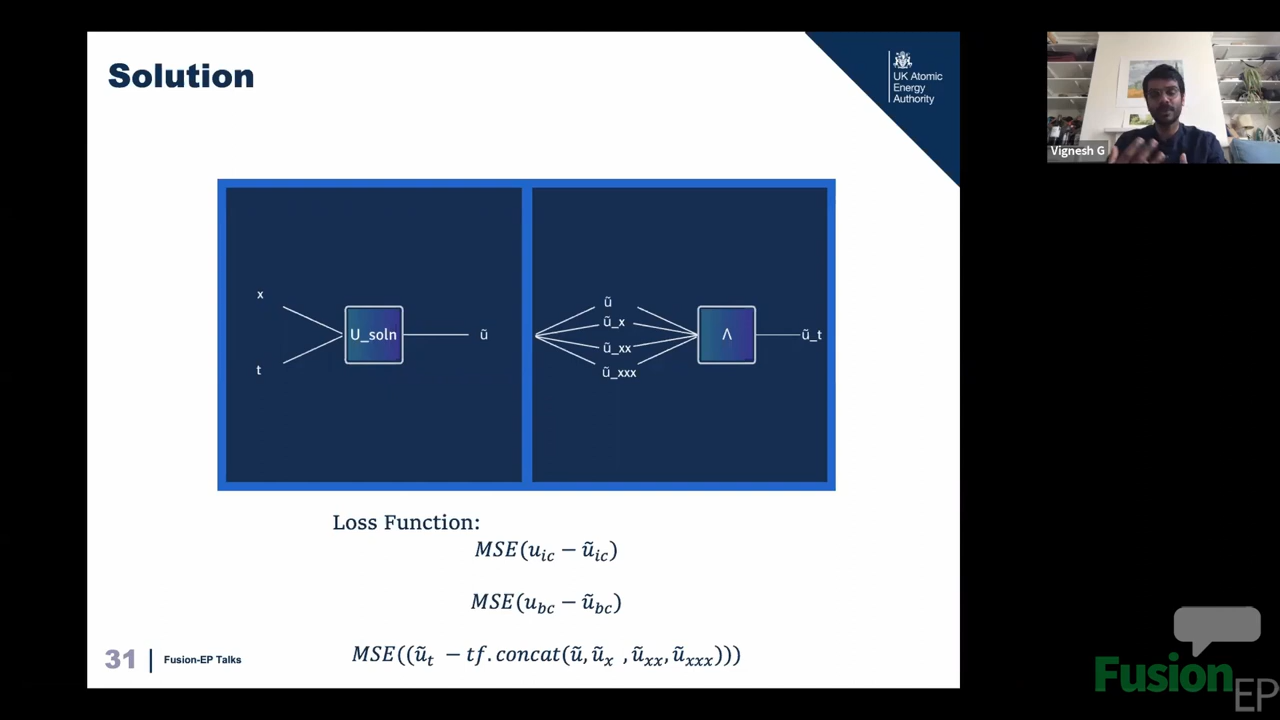 Solution
UK Atomic
Energy
Authority
Vignesh G
x
t
U_soln
ũ
ũ
ũ_x
ũ_xx
ũ_xxx
Λ
ũ_t
Loss Function:
MSE(u_ic − ũ_ic)
MSE(u_bc − ũ_bc)
MSE((ũ_t − tf.concat(ũ, ũ_x , ũ_xx, ũ_xxx)))
31
Fusion-EP Talks
Fusion
EP